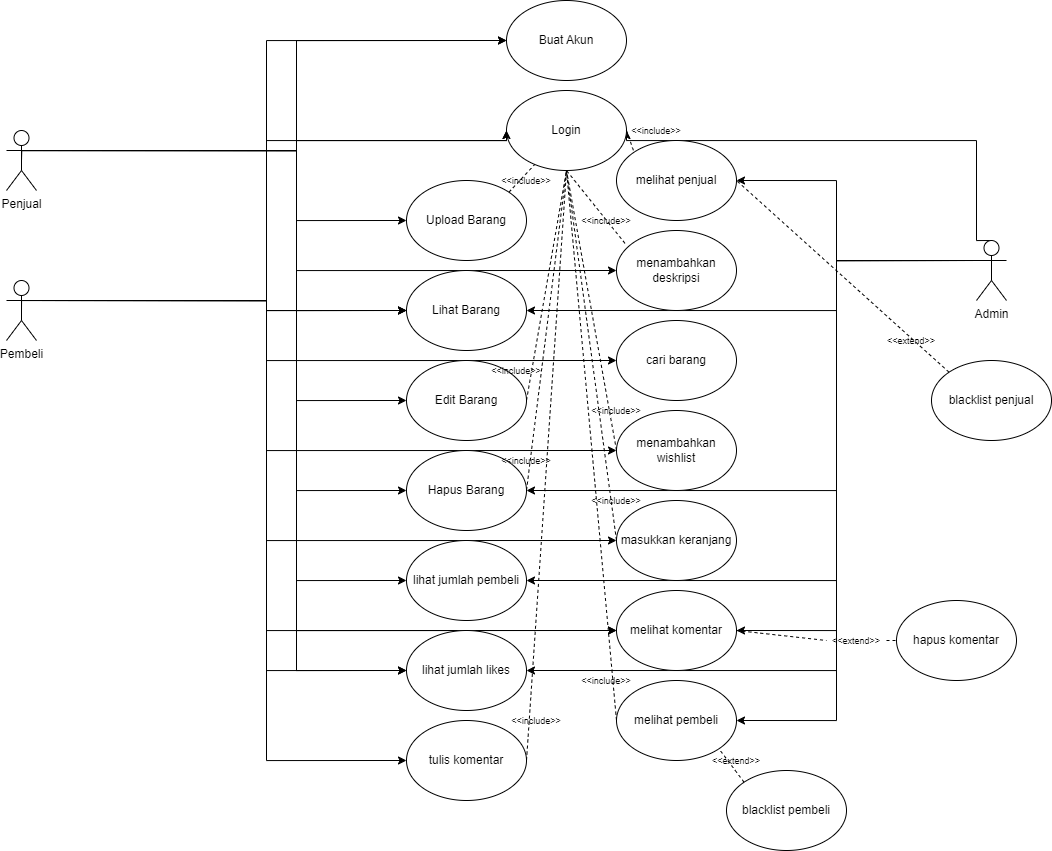 Buat Akun
Login
<<include>>
melihat penjual
<<include>>
Penjual
Upload Barang
<<include>>
menambahkan
deskripsi
Lihat Barang
Admin
Pembeli
<<extend>>
cari barang
<<include>>
Edit Barang
blacklist penjual
<<include>>
menambahkan
wishlist
<<include>>
Hapus Barang
<<include>>
masukkan keranjang
lihat jumlah pembeli
melihat komentar
<<extend>>
hapus komentar
lihat jumlah likes
<<include>>
melihat pembeli
<<include>>
tulis komentar
<<extend>>
blacklist pembeli